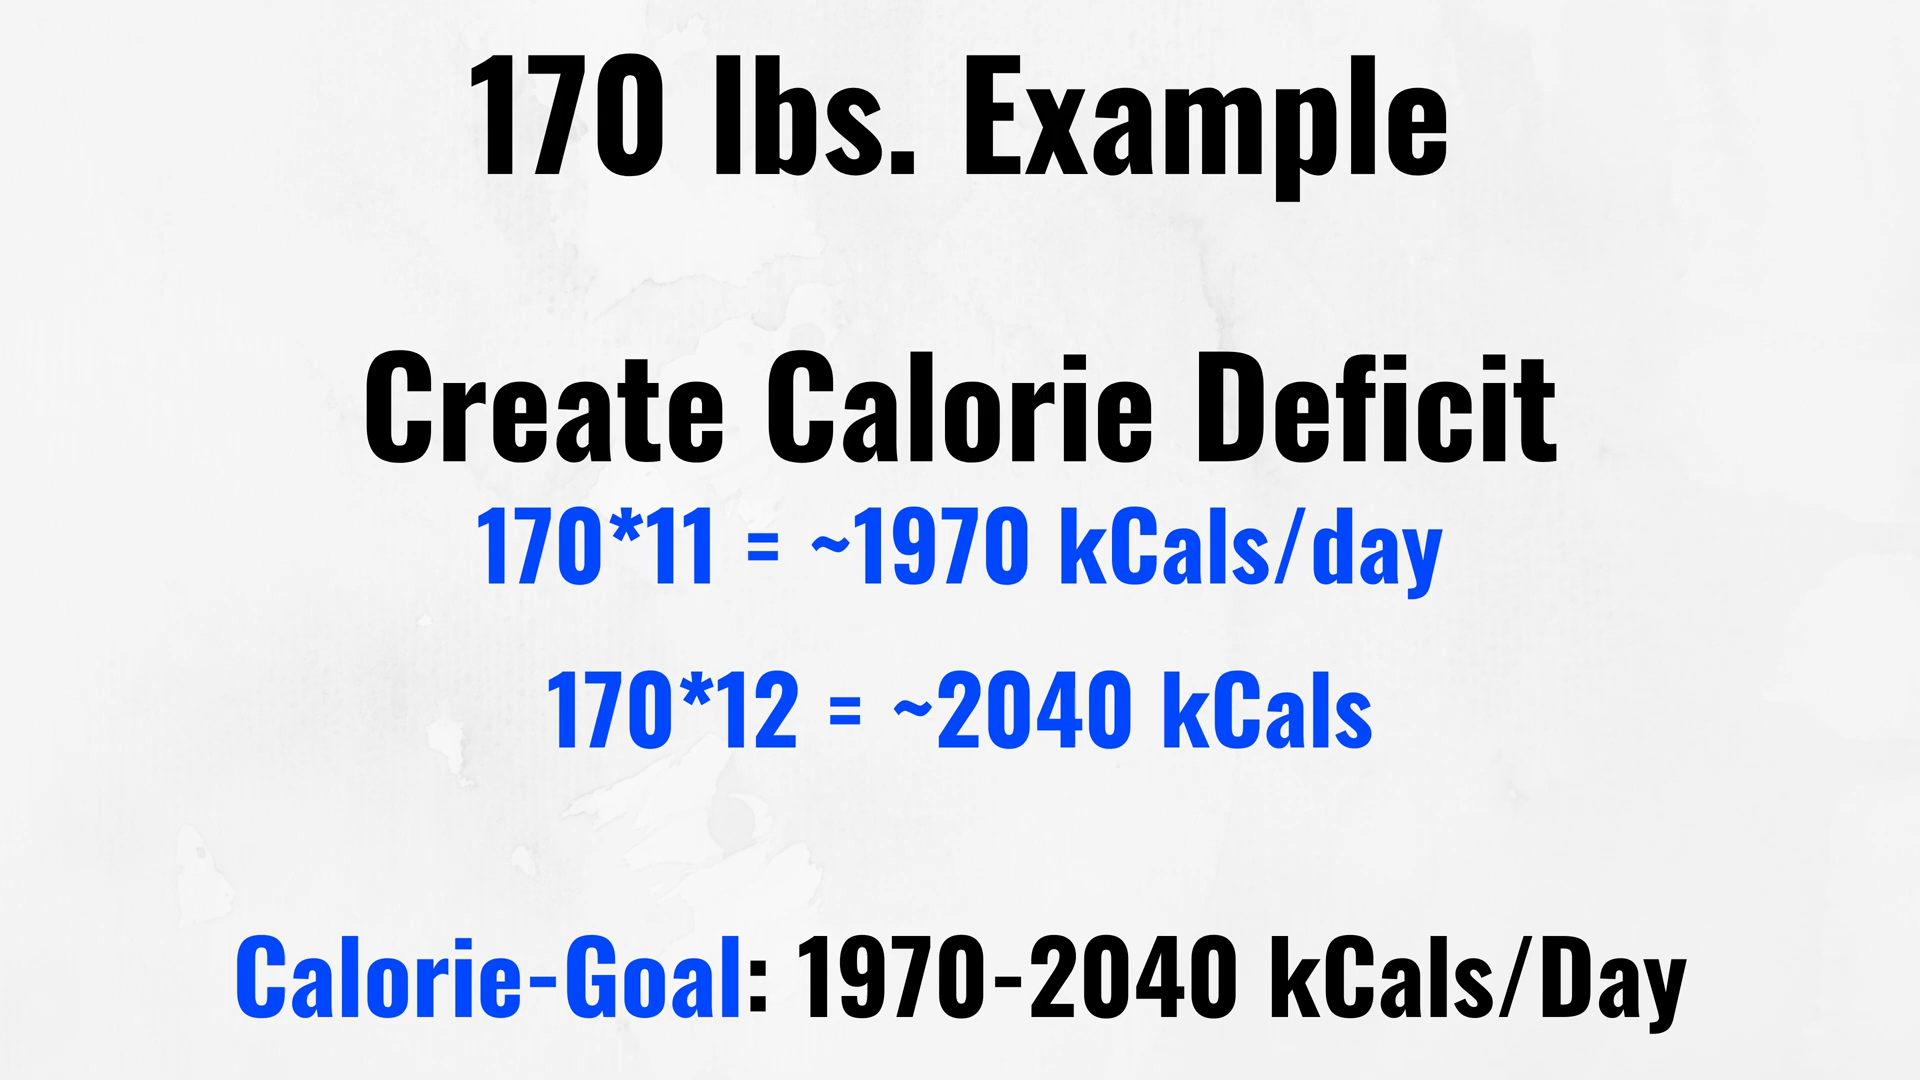 170 lbs. Example
Create Calorie Deficit
170*11 = ~1970 kCals/day
170*12 = ~2040 kCals
Calorie-Goal: 1970-2040 kCals/Day